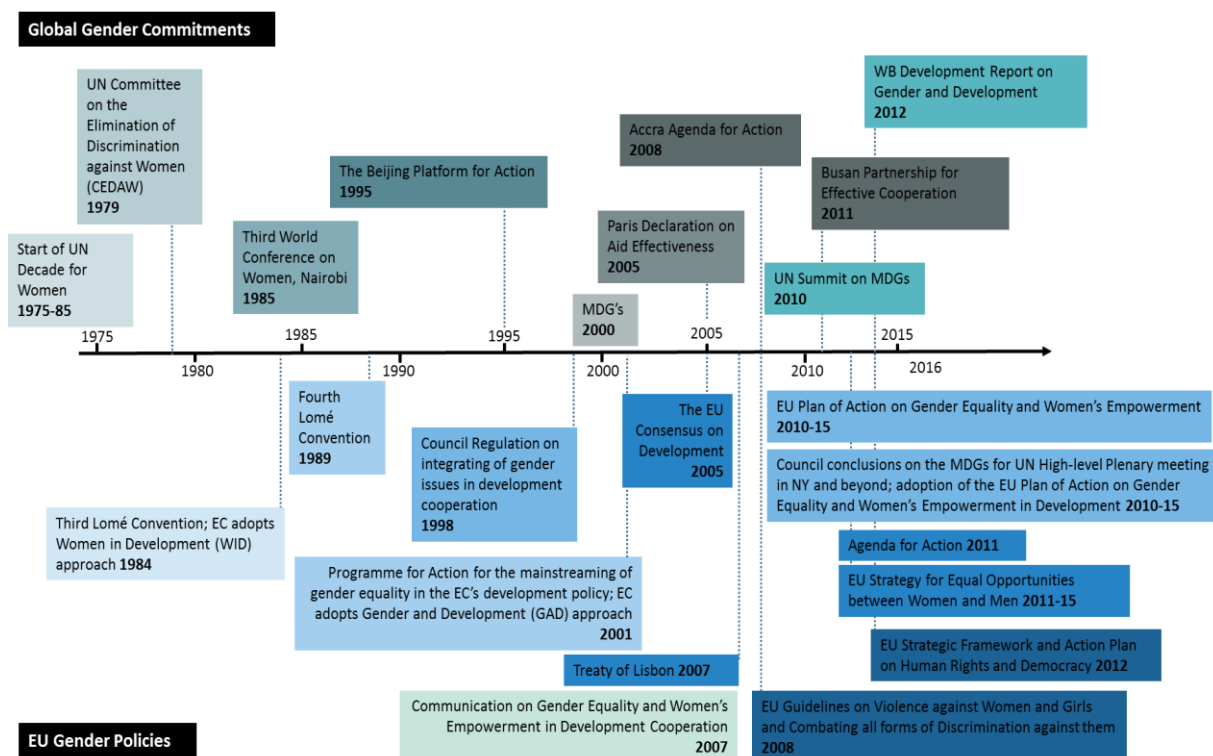 Global Gender Commitments
UN Committee
on the
Elimination of
Discrimination
against Women
(CEDAW)
1979
WB Development Report on
Gender and Development
2012
Accra Agenda for Action
2008
The Beijing Platform for Action
1995
Busan Partnership for
Effective Cooperation
2011
Start of UN
Decade for
Women
1975-85
Third World
Conference on
Women, Nairobi
1985
Paris Declaration on
Aid Effectiveness
2005
UN Summit on MDGs
2010
MDG's
2000
1975
1985
1995
2005
2015
1980
1990
2000
2010
2016
Fourth
Lomé
Convention
1989
The EU
Consensus on
Development
2005
EU Plan of Action on Gender Equality and Women's Empowerment
2010-15
Council Regulation on
integrating of gender
issues in development
cooperation
1998
Council conclusions on the MDGs for UN High-level Plenary meeting
in NY and beyond; adoption of the EU Plan of Action on Gender
Equality and Women's Empowerment in Development 2010-15
Third Lomé Convention; EC adopts
Women in Development (WID)
approach 1984
Agenda for Action 2011
Programme for Action for the mainstreaming of
gender equality in the EC's development policy; EC
adopts Gender and Development (GAD) approach
2001
EU Strategy for Equal Opportunities
between Women and Men 2011-15
EU Strategic Framework and Action Plan
on Human Rights and Democracy 2012
Treaty of Lisbon 2007
Communication on Gender Equality and Women's
Empowerment in Development Cooperation
2007
EU Guidelines on Violence against Women and Girls
and Combating all forms of Discrimination against them
2008
EU Gender Policies